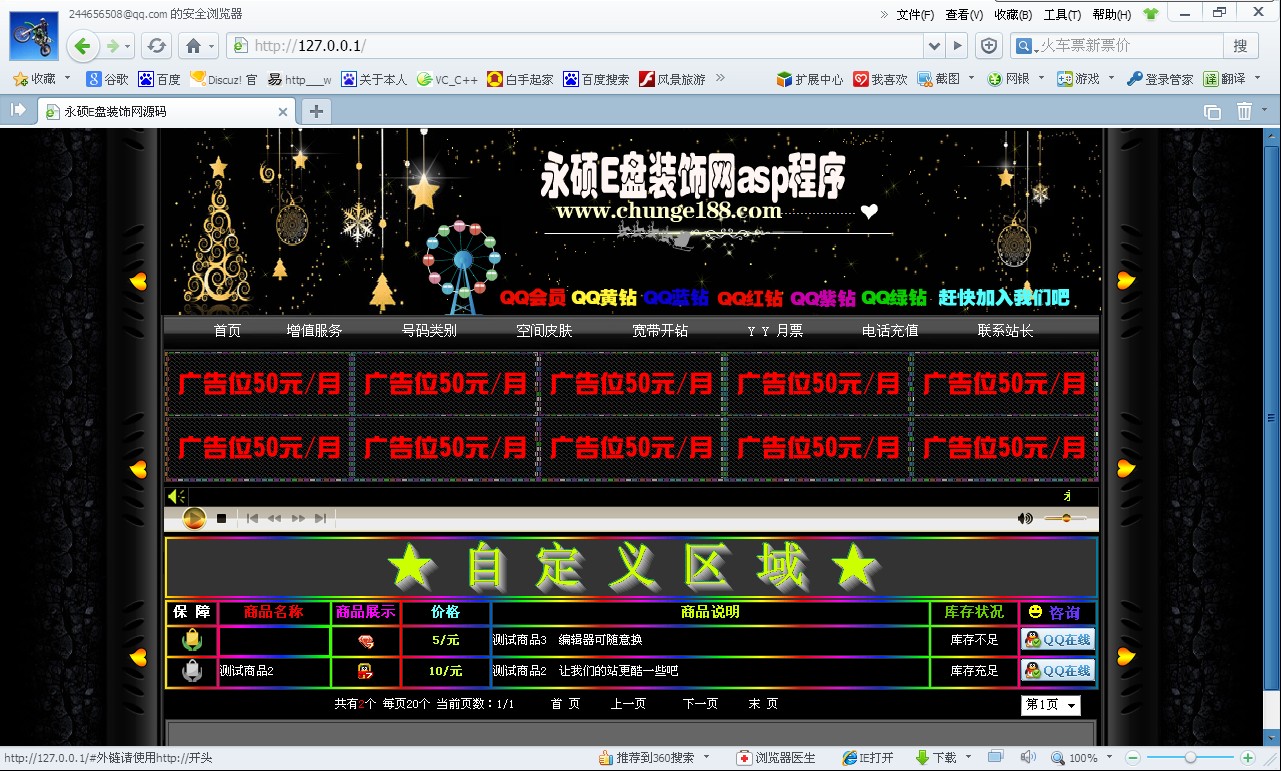 244656508@qq.com 的安全浏览器
» 文件(F) 查看(V) 收藏(B) 工具(T) 帮助(H)
http://127.0.0.1/
火车票新票价 搜
收藏 谷歌 百度 Discuz! 官 http___w 关于本人 VC_C++ 白手起家 百度搜索 风景旅游 » 扩展中心 我喜欢 截图 网银 游戏 登录管家 翻译
永硕E盘装饰网源码
永硕E盘装饰网asp程序
www.chunge188.com
QQ会员 QQ黄钻 QQ蓝钻 QQ红钻 QQ紫钻 QQ绿钻 赶快加入我们吧
首页 增值服务 号码类别 空间皮肤 宽带开钻 Y Y 月票 电话充值 联系站长
广告位50元/月 广告位50元/月 广告位50元/月 广告位50元/月 广告位50元/月
广告位50元/月 广告位50元/月 广告位50元/月 广告位50元/月 广告位50元/月
★ 自 定 义 区 域 ★
保 障 商品名称 商品展示 价格 商品说明 库存状况 咨询
5/元 测试商品3 编辑器可随意换 库存不足 QQ在线
测试商品2 10/元 测试商品2 让我们的站更酷一些吧 库存充足 QQ在线
共有2个 每页20个 当前页数：1/1 首 页 上一页 下一页 末 页 第1页
http://127.0.0.1/#外链请使用http://开头 推荐到360搜索 浏览器医生 IE打开 下载 100%